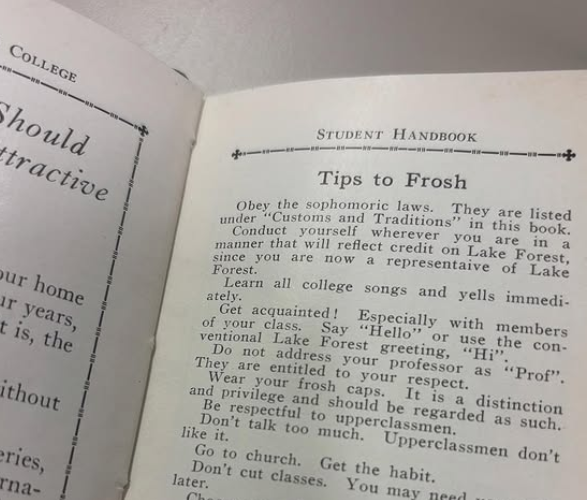 COLLEGE
Should
ttractive
our home
ur years,
t is, the
ithout
eries,
rna-
STUDENT HANDBOOK
Tips to Frosh
Obey the sophomoric laws. They are listed
under "Customs and Traditions" in this book.
Conduct yourself wherever you are in a
manner that will reflect credit on Lake Forest,
since you are now a representaive of Lake
Forest.
Learn all college songs and yells immedi-
ately.
Get acquainted! Especially with members
of your class. Say "Hello" or use the con-
ventional Lake Forest greeting, "Hi".
Do not address your professor as "Prof".
They are entitled to your respect.
Wear your frosh caps. It is a distinction
and privilege and should be regarded as such.
Be respectful to upperclassmen.
Don't talk too much. Upperclassmen don't
like it.
Go to church. Get the habit.
Don't cut classes. You may need
later.